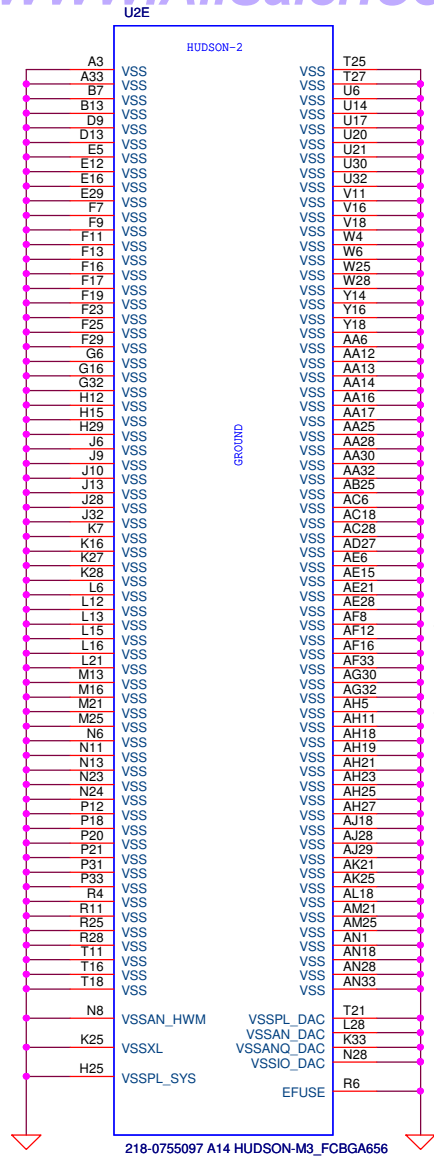 U2E
HUDSON-2
A3 VSS VSS T25
A33 VSS VSS T27
B7 VSS VSS U6
B13 VSS VSS U14
D9 VSS VSS U17
D13 VSS VSS U20
E5 VSS VSS U21
E12 VSS VSS U30
E16 VSS VSS U32
E29 VSS VSS V11
F7 VSS VSS V16
F9 VSS VSS V18
F11 VSS VSS W4
F13 VSS VSS W6
F16 VSS VSS W25
F17 VSS VSS W28
F19 VSS VSS Y14
F23 VSS VSS Y16
F25 VSS VSS Y18
F29 VSS VSS AA6
G6 VSS VSS AA12
G16 VSS VSS AA13
G32 VSS VSS AA14
H12 VSS VSS AA16
H15 VSS VSS AA17
H29 VSS VSS AA25
J6 VSS VSS AA28
J9 VSS VSS AA30
J10 VSS VSS AA32
J13 VSS VSS AB25
J28 VSS VSS AC6
J32 VSS VSS AC18
K7 VSS VSS AC28
K16 VSS VSS AD27
K27 VSS VSS AE6
K28 VSS VSS AE15
L6 VSS VSS AE21
L12 VSS VSS AE28
L13 VSS VSS AF8
L15 VSS VSS AF12
L16 VSS VSS AF16
L21 VSS VSS AF33
M13 VSS VSS AG30
M16 VSS VSS AG32
M21 VSS VSS AH5
M25 VSS VSS AH11
N6 VSS VSS AH18
N11 VSS VSS AH19
N13 VSS VSS AH21
N23 VSS VSS AH23
N24 VSS VSS AH25
P12 VSS VSS AH27
P18 VSS VSS AJ18
P20 VSS VSS AJ28
P21 VSS VSS AJ29
P31 VSS VSS AK21
P33 VSS VSS AK25
R4 VSS VSS AL18
R11 VSS VSS AM21
R25 VSS VSS AM25
R28 VSS VSS AN1
T11 VSS VSS AN18
T16 VSS VSS AN28
T18 VSS VSS AN33
GROUND
N8 VSSAN_HWM VSSPL_DAC T21
VSSAN_DAC L28
K25 VSSXL VSSANQ_DAC K33
VSSIO_DAC N28
H25 VSSPL_SYS
EFUSE R6
218-0755097 A14 HUDSON-M3_FCBGA656